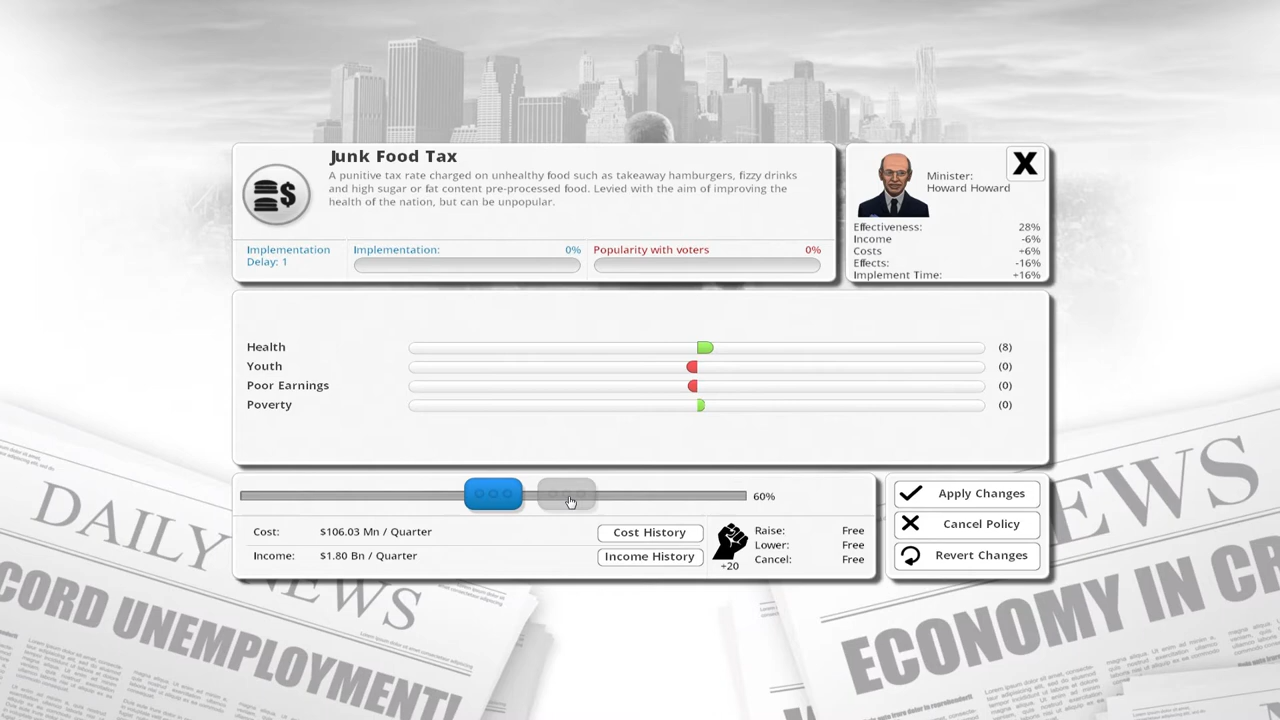 Junk Food Tax
A punitive tax rate charged on unhealthy food such as takeaway hamburgers, fizzy drinks
and high sugar or fat content pre-processed food. Levied with the aim of improving the
health of the nation, but can be unpopular.
Implementation
Delay: 1
Implementation: 0%
Popularity with voters 0%
X
Minister:
Howard Howard
Effectiveness: 28%
Income -6%
Costs +6%
Effects: -16%
Implement Time: +16%
Health (8)
Youth (0)
Poor Earnings (0)
Poverty (0)
60%
Cost: $106.03 Mn / Quarter
Income: $1.80 Bn / Quarter
Cost History
Income History
+20
Raise: Free
Lower: Free
Cancel: Free
Apply Changes
Cancel Policy
Revert Changes
DAILY NEWS
CORD UNEMPLOYMENT!
EWS
ECONOMY IN CR